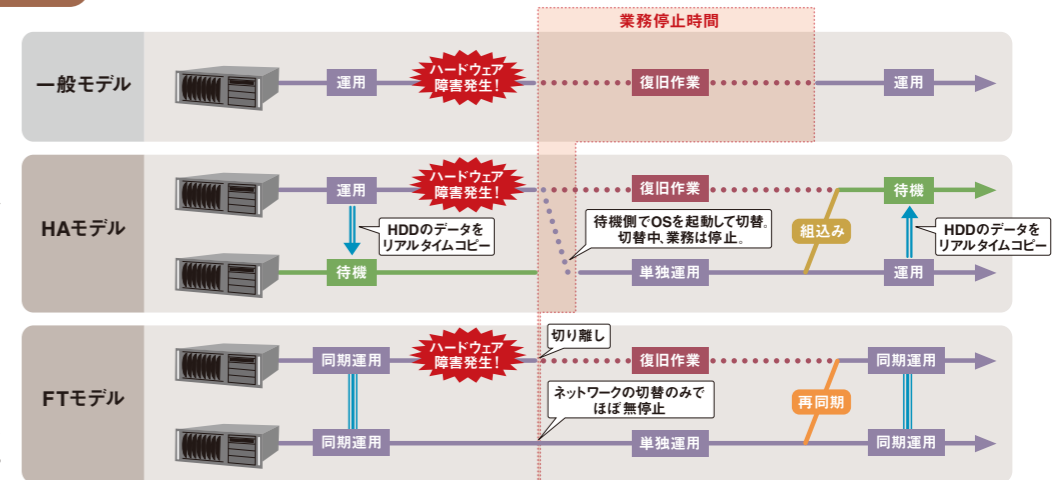 業務停止時間
一般モデル
運用
ハードウェア
障害発生!
復旧作業
運用
HAモデル
運用
ハードウェア
障害発生!
復旧作業
待機
HDDのデータを
リアルタイムコピー
待機側でOSを起動して切替。
切替中、業務は停止。
組込み
HDDのデータを
リアルタイムコピー
待機
単独運用
運用
FTモデル
同期運用
ハードウェア
障害発生!
切り離し
復旧作業
同期運用
ネットワークの切替のみで
ほぼ無停止
再同期
同期運用
単独運用
同期運用